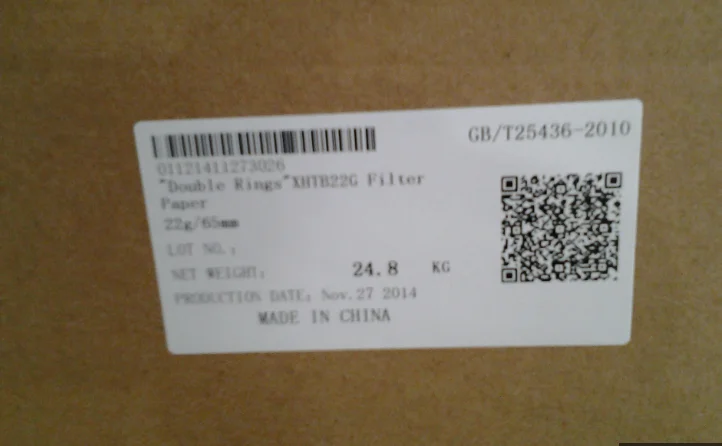 GB/T25436-2010
01121411273026
"Double Rings"XHTB22G Filter
Paper
22g/65mm
LOT NO.:
NET WEIGHT: 24.8 KG
PRODUCTION DATE: Nov.27 2014
MADE IN CHINA